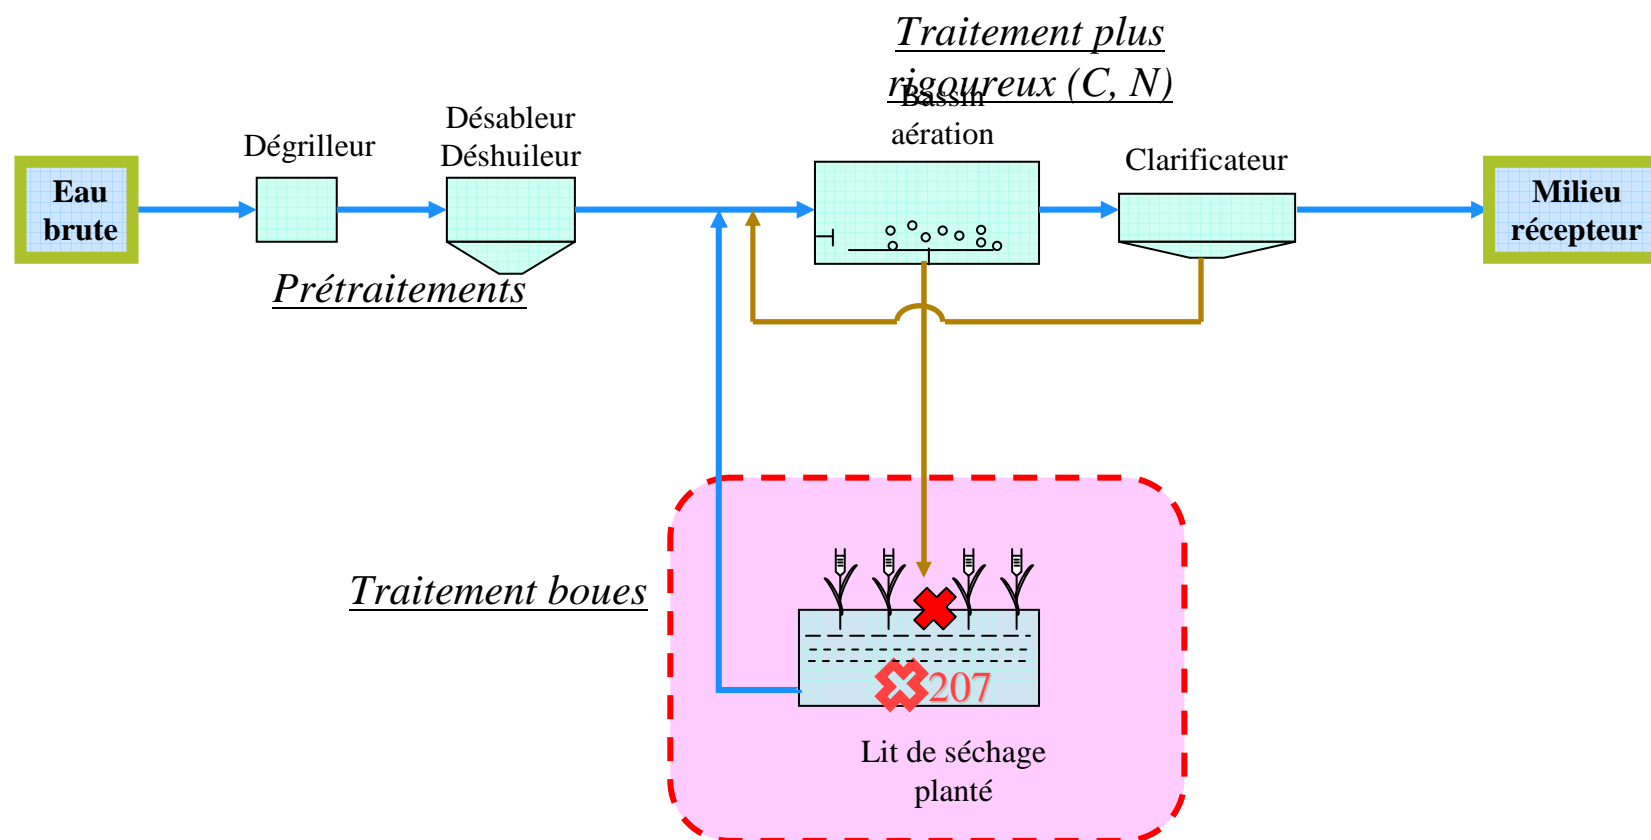 Traitement plus
rigoureux (C, N)
Bassin
aération
Désableur
Déshuileur
Dégrilleur
Clarificateur
Eau
brute
Milieu
récepteur
Prétraitements
Traitement boues
207
Lit de séchage
planté